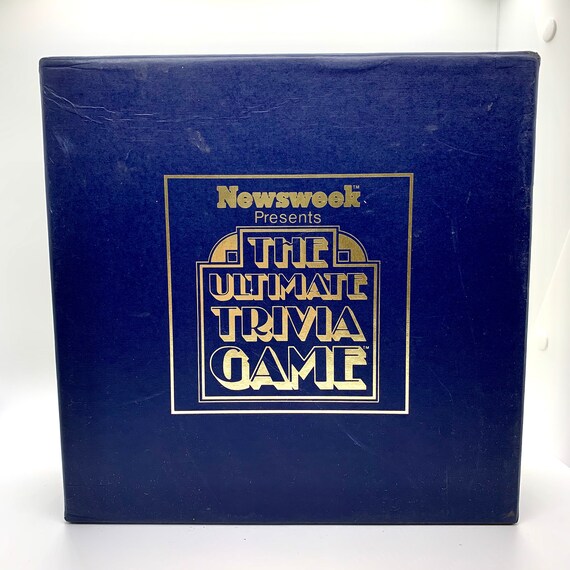 Newsweek™
Presents
THE
ULTIMATE
TRIVIA
GAME™